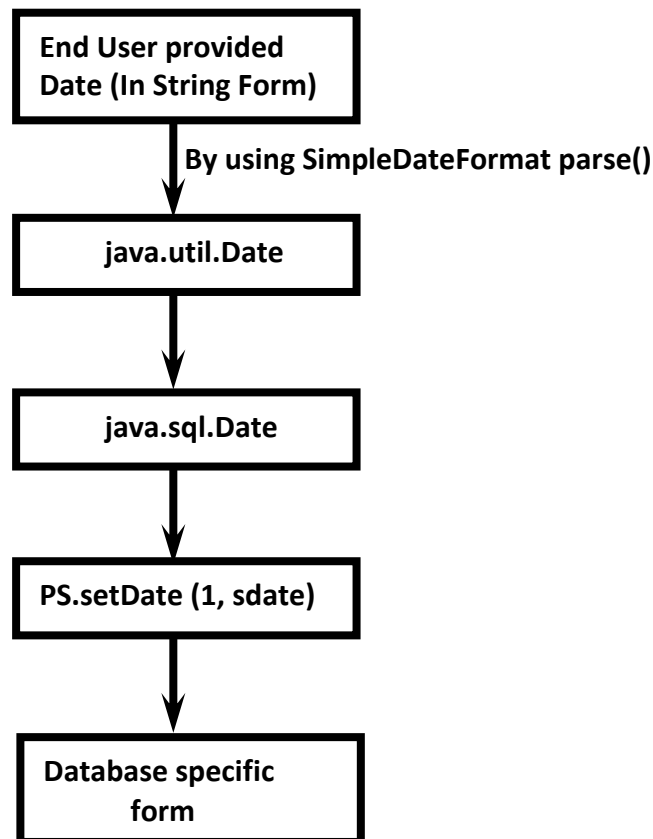 End User provided
Date (In String Form)
By using SimpleDateFormat parse()
java.util.Date
java.sql.Date
PS.setDate (1, sdate)
Database specific
form